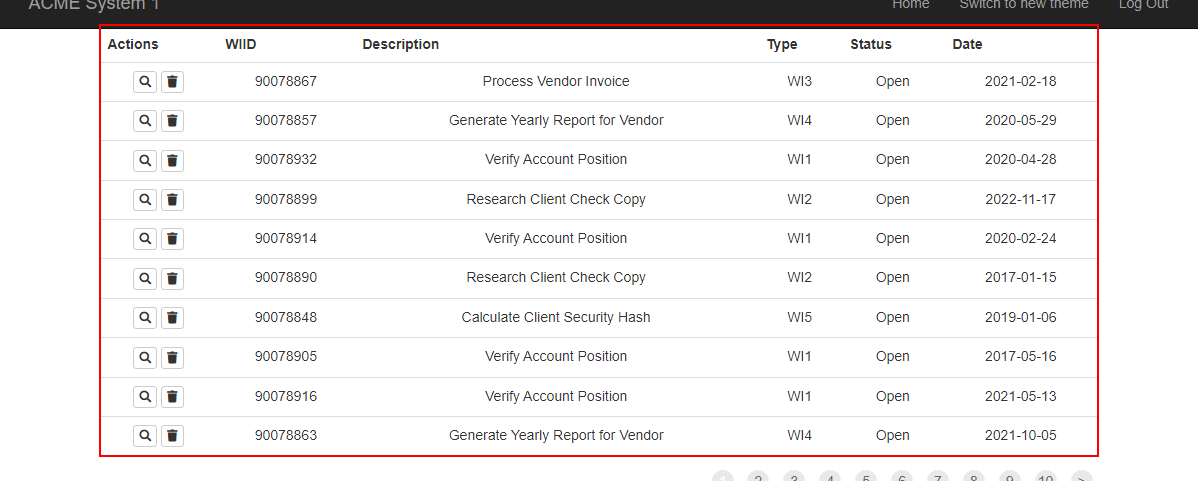 ACME System 1 Home Switch to new theme Log Out
Actions WIID Description Type Status Date
90078867 Process Vendor Invoice WI3 Open 2021-02-18
90078857 Generate Yearly Report for Vendor WI4 Open 2020-05-29
90078932 Verify Account Position WI1 Open 2020-04-28
90078899 Research Client Check Copy WI2 Open 2022-11-17
90078914 Verify Account Position WI1 Open 2020-02-24
90078890 Research Client Check Copy WI2 Open 2017-01-15
90078848 Calculate Client Security Hash WI5 Open 2019-01-06
90078905 Verify Account Position WI1 Open 2017-05-16
90078916 Verify Account Position WI1 Open 2021-05-13
90078863 Generate Yearly Report for Vendor WI4 Open 2021-10-05
1 2 3 4 5 6 7 8 9 10 >